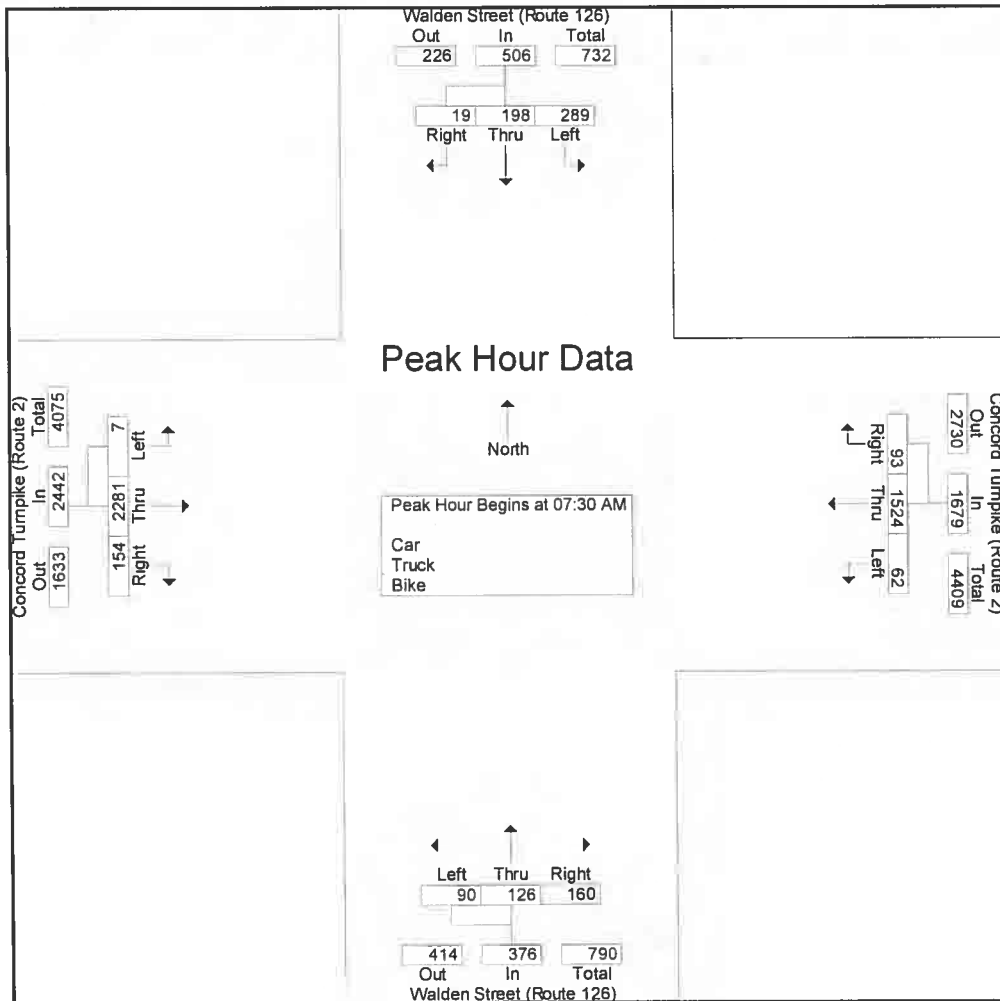 Walden Street (Route 126)
Out In Total
226 506 732
19 198 289
Right Thru Left
Peak Hour Data
North
Peak Hour Begins at 07:30 AM
Car
Truck
Bike
Concord Turnpike (Route 2)
Out In Total
1633 2442 4075
7 2281 154
Left Thru Right
Concord Turnpike (Route 2)
Out In Total
2730 1679 4409
93 1524 62
Right Thru Left
Left Thru Right
90 126 160
414 376 790
Out In Total
Walden Street (Route 126)